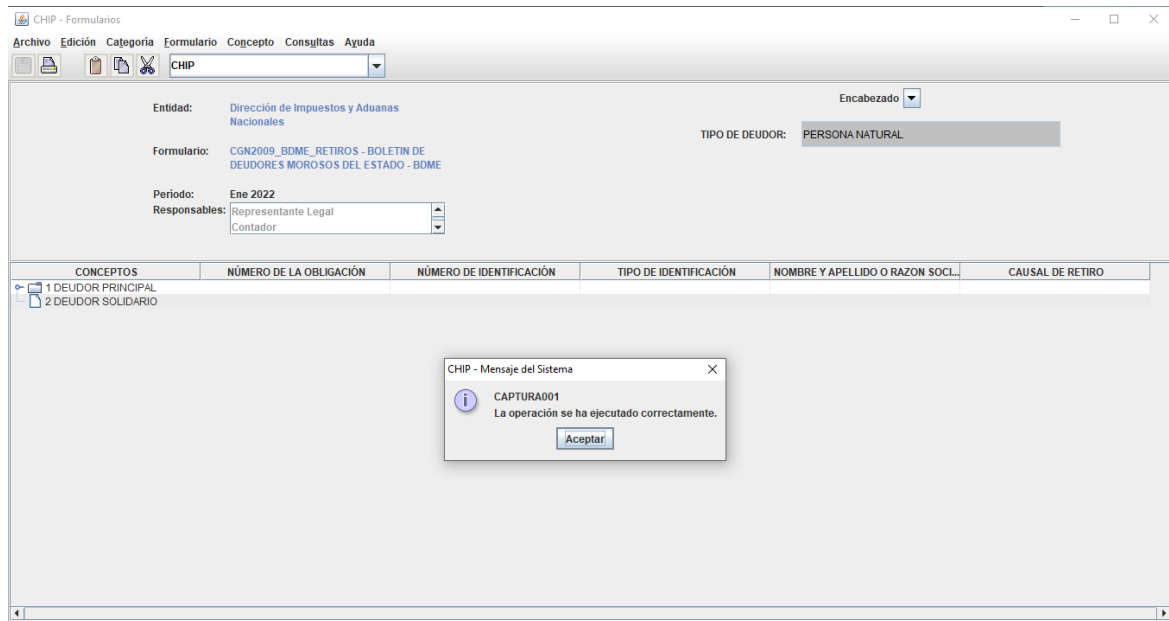 CHIP - Formularios
Archivo Edición Categoría Formulario Concepto Consultas Ayuda
CHIP
Encabezado
Entidad: Dirección de Impuestos y Aduanas
Nacionales
TIPO DE DEUDOR: PERSONA NATURAL
Formulario: CGN2009_BDME_RETIROS - BOLETIN DE
DEUDORES MOROSOS DEL ESTADO - BDME
Período: Ene 2022
Responsables: Representante Legal
Contador
CONCEPTOS NÚMERO DE LA OBLIGACIÓN NÚMERO DE IDENTIFICACIÓN TIPO DE IDENTIFICACIÓN NOMBRE Y APELLIDO O RAZON SOCI... CAUSAL DE RETIRO
1 DEUDOR PRINCIPAL
2 DEUDOR SOLIDARIO
CHIP - Mensaje del Sistema
CAPTURA001
La operación se ha ejecutado correctamente.
Aceptar